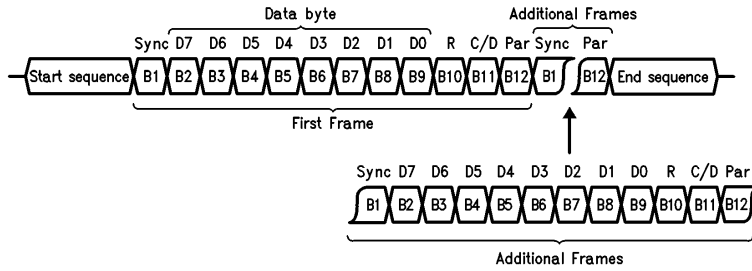 Data byte
Additional Frames
Sync D7 D6 D5 D4 D3 D2 D1 D0 R C/D Par Sync Par
Start sequence B1 B2 B3 B4 B5 B6 B7 B8 B9 B10 B11 B12 B1 B12 End sequence
First Frame
Sync D7 D6 D5 D4 D3 D2 D1 D0 R C/D Par
B1 B2 B3 B4 B5 B6 B7 B8 B9 B10 B11 B12
Additional Frames